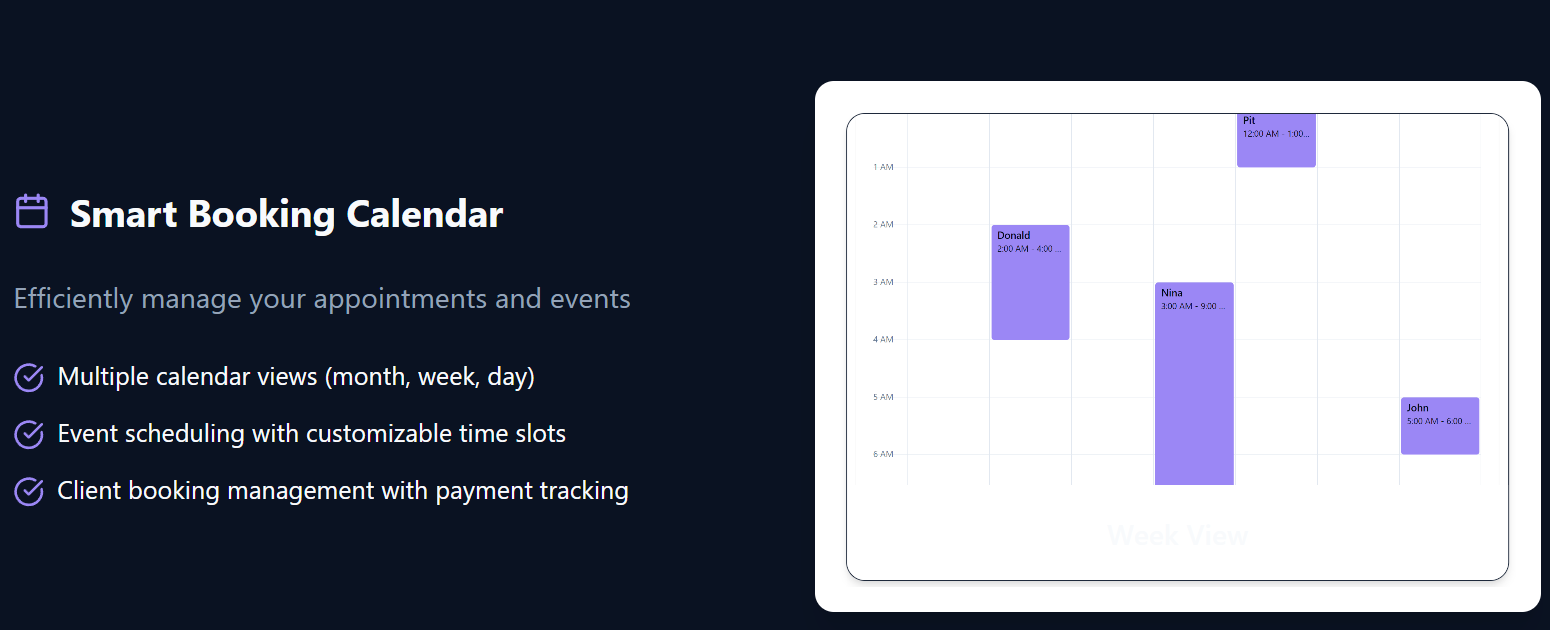 Smart Booking Calendar
Efficiently manage your appointments and events
Multiple calendar views (month, week, day)
Event scheduling with customizable time slots
Client booking management with payment tracking
Pit
12:00 AM - 1:00...
1 AM
2 AM
Donald
2:00 AM - 4:00 ...
3 AM
Nina
3:00 AM - 9:00 ...
4 AM
5 AM
John
5:00 AM - 6:00 ...
6 AM
Week View